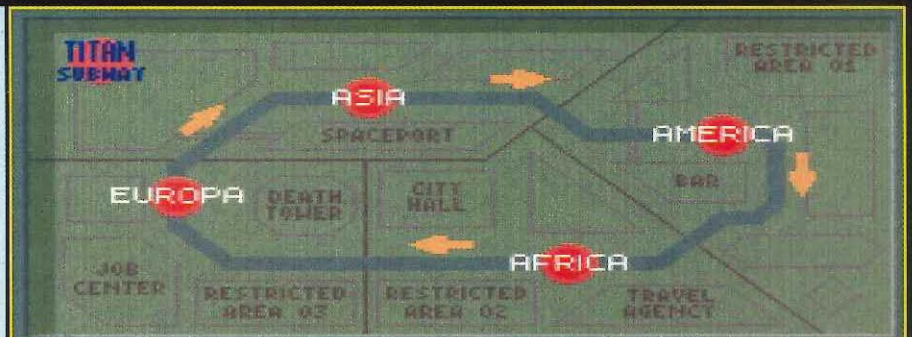 TITAN
SUBWAY
RESTRICTED
AREA 01
ASIA
SPACEPORT
AMERICA
BAR
EUROPA
DEATH
TOWER
CITY
HALL
AFRICA
JOB
CENTER
RESTRICTED
AREA 03
RESTRICTED
AREA 02
TRAVEL
AGENCY